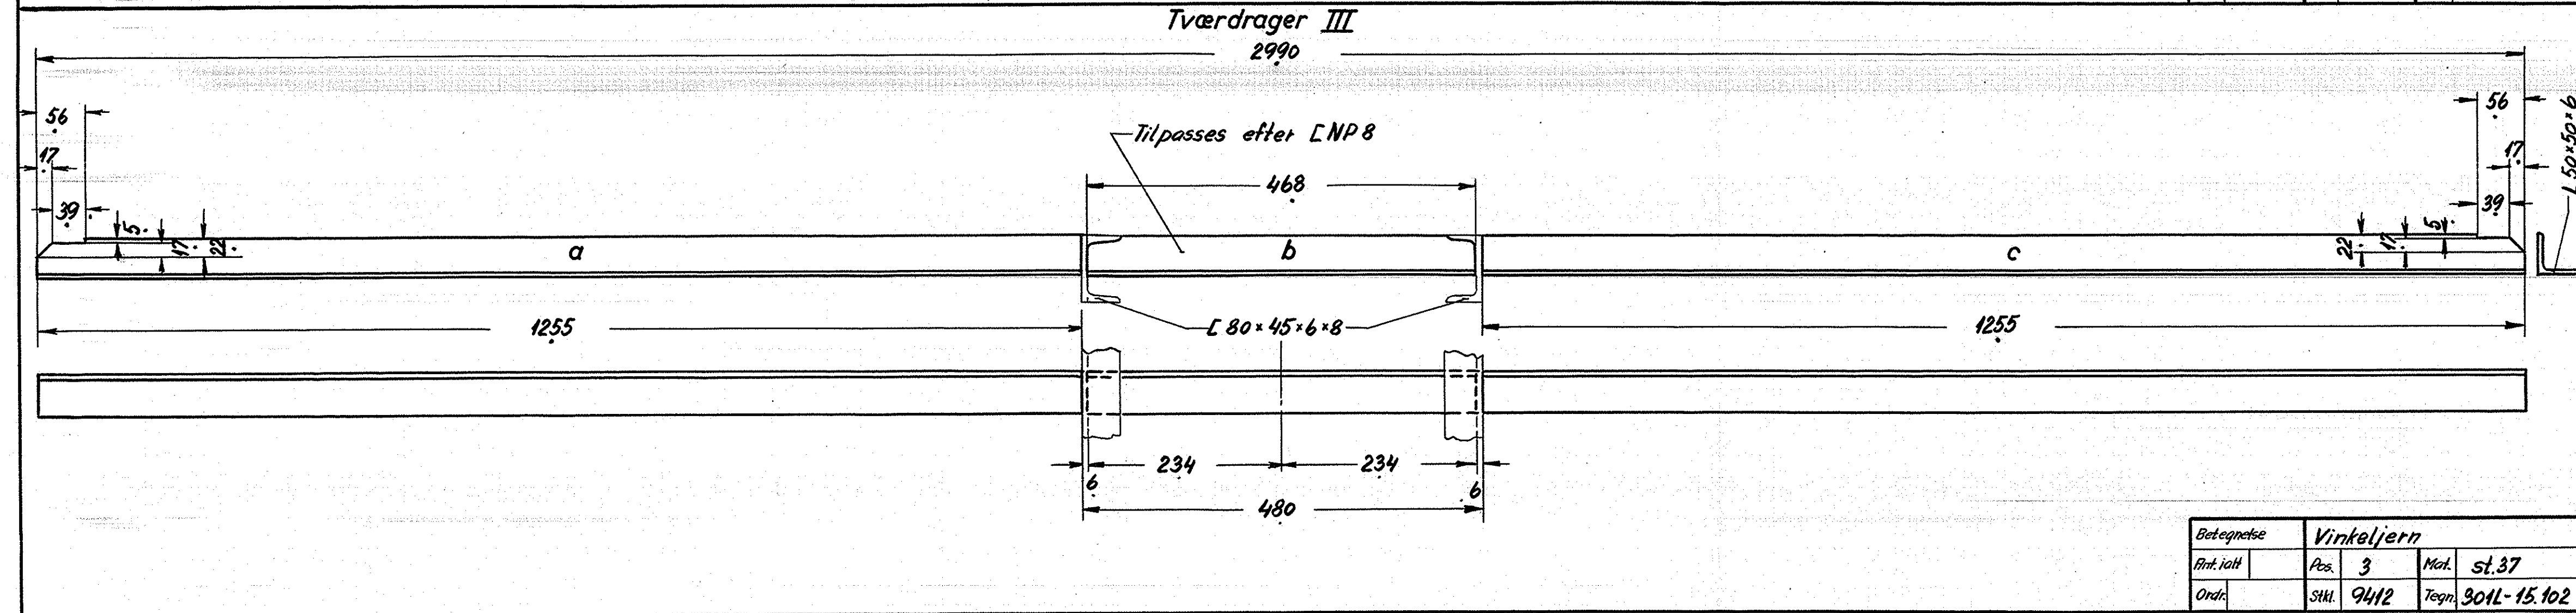 Tværdrager III
2990
56
56
17
17
39
39
Tilpasses efter [ NP 8
468
5
17
22
a
b
c
22
17
5
L 50×50×6
1255
[ 80×45×6×8
1255
234
234
6
6
480
Betegnelse Vinkeljern
Ant. ialt Pos. 3 Mat. st.37
Ordr. Stkl. 9412 Tegn. 301L-15.102